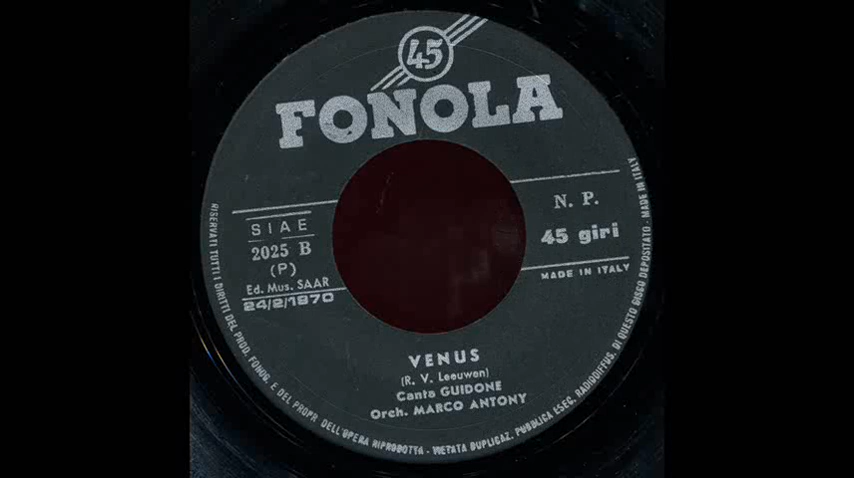 45
FONOLA
SIAE
2025 B
(P)
Ed. Mus. SAAR
24/2/1970
N. P.
45 giri
MADE IN ITALY
VENUS
(R. V. Leeuwen)
Canta GUIDONE
Orch. MARCO ANTONY
RISERVATI TUTTI I DIRITTI DEL PROD. FONOG. E DEL PROPR. DELL'OPERA RIPRODOTTA - VIETATA DUPLICAZ. PUBBLICA ESEC. RADIODIFFUS. DI QUESTO DISCO DEPOSITATO - MADE IN ITALY